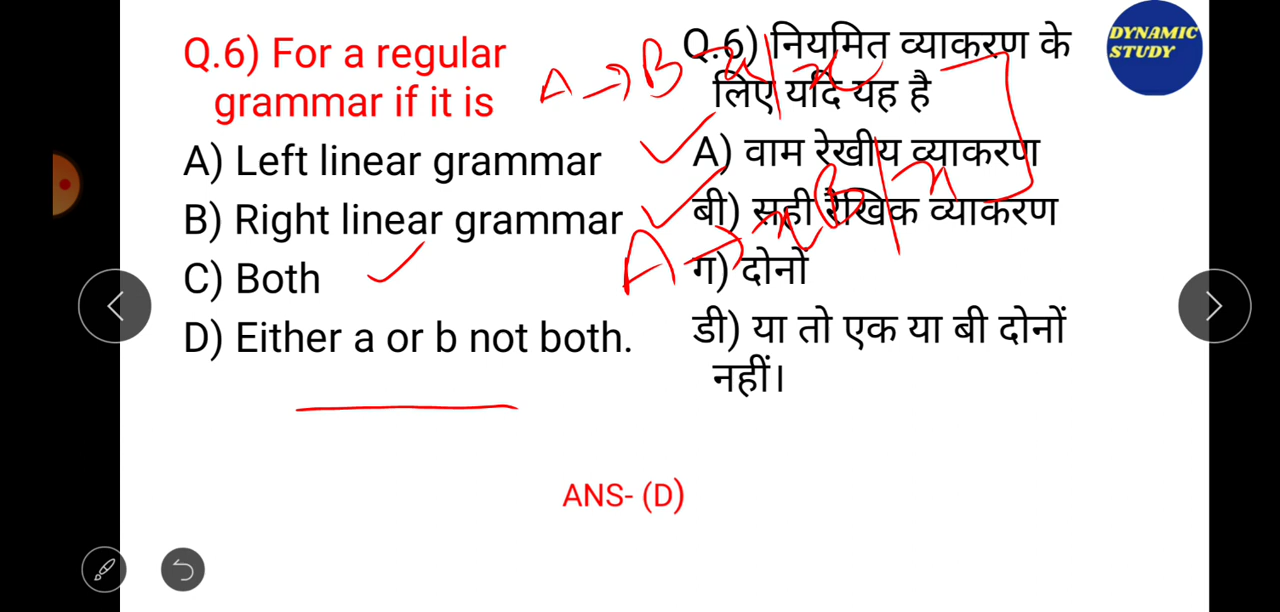 Q.6) For a regular
grammar if it is
A) Left linear grammar
B) Right linear grammar
C) Both
D) Either a or b not both.
Q.6) नियमित व्याकरण के
लिए यदि यह है
A) वाम रेखीय व्याकरण
बी) सही रैखिक व्याकरण
ग) दोनों
डी) या तो एक या बी दोनों
नहीं।
A → B x / x
A → x B / x
ANS- (D)
DYNAMIC
STUDY